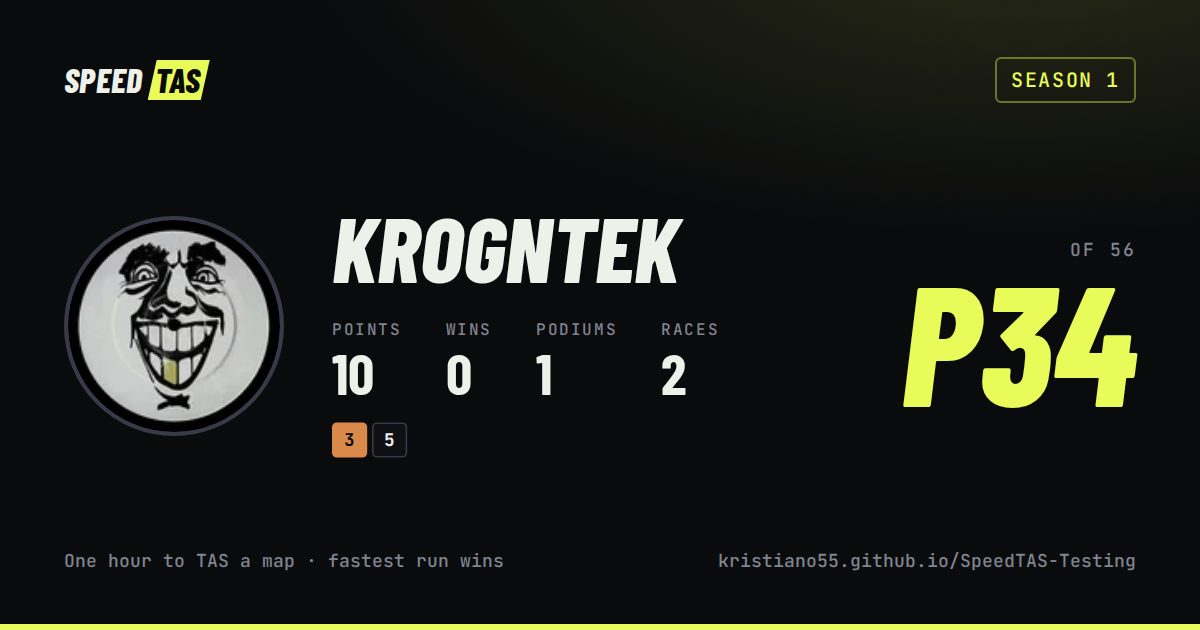 SPEED TAS
SEASON 1
KROGNTEK
OF 56
P34
POINTS WINS PODIUMS RACES
10 0 1 2
3 5
One hour to TAS a map · fastest run wins
kristiano55.github.io/SpeedTAS-Testing